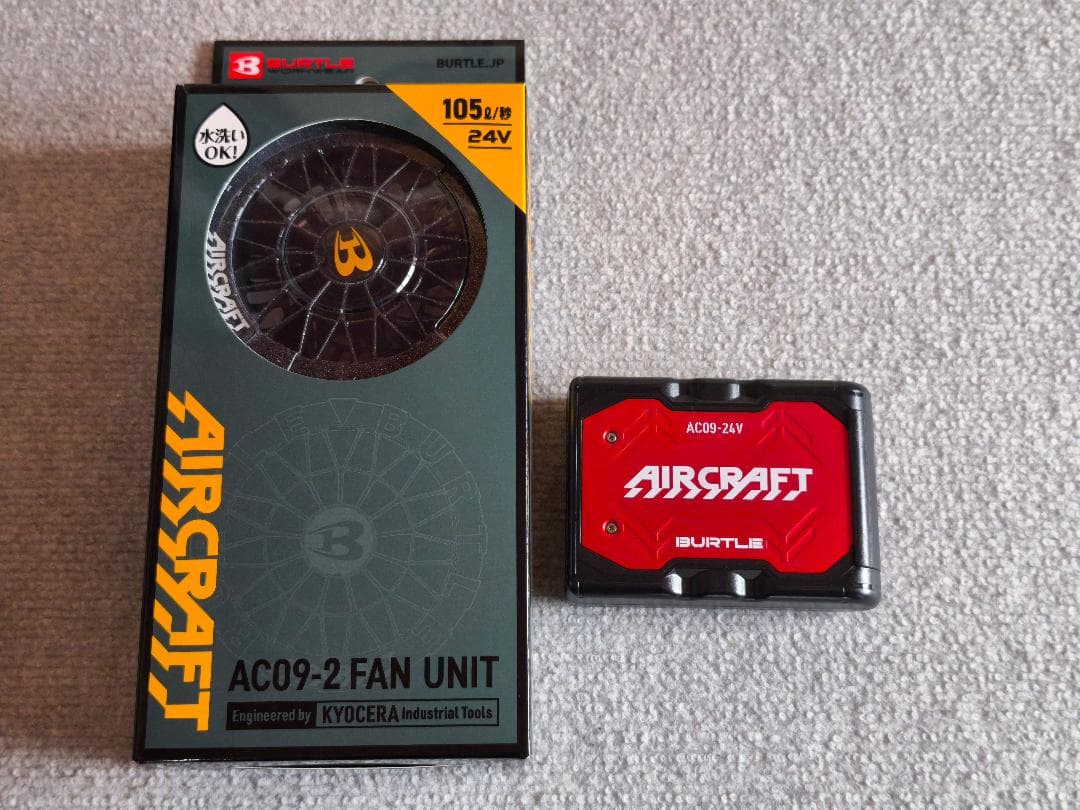 BURTLE
WORKWEAR
BURTLE.JP
水洗い
OK!
105ℓ/秒
24V
AIRCRAFT
AIRCRAFT
AC09-2 FAN UNIT
Engineered by KYOCERA Industrial Tools
AC09-24V
AIRCRAFT
BURTLE